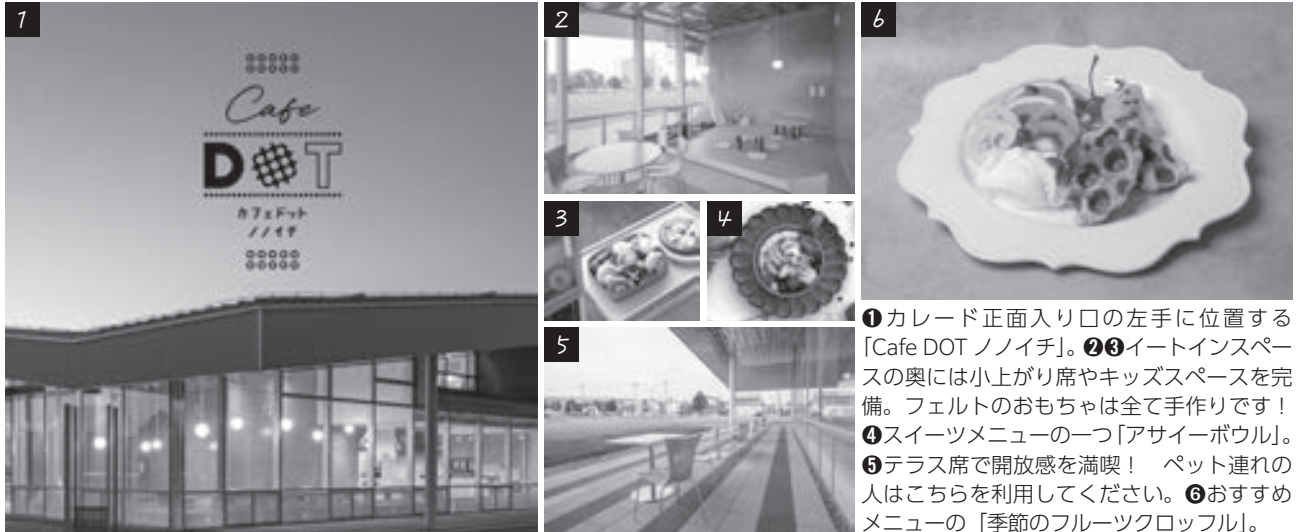 1
Cafe
DOT
カフェドット
ノノイチ
2
3
4
5
6
❶カレード正面入り口の左手に位置する
「Cafe DOT ノノイチ」。❷❸イートインスペー
スの奥には小上がり席やキッズスペースを完
備。フェルトのおもちゃは全て手作りです！
❹スイーツメニューの一つ「アサイーボウル」。
❺テラス席で開放感を満喫！　ペット連れの
人はこちらを利用してください。❻おすすめ
メニューの「季節のフルーツクロッフル」。